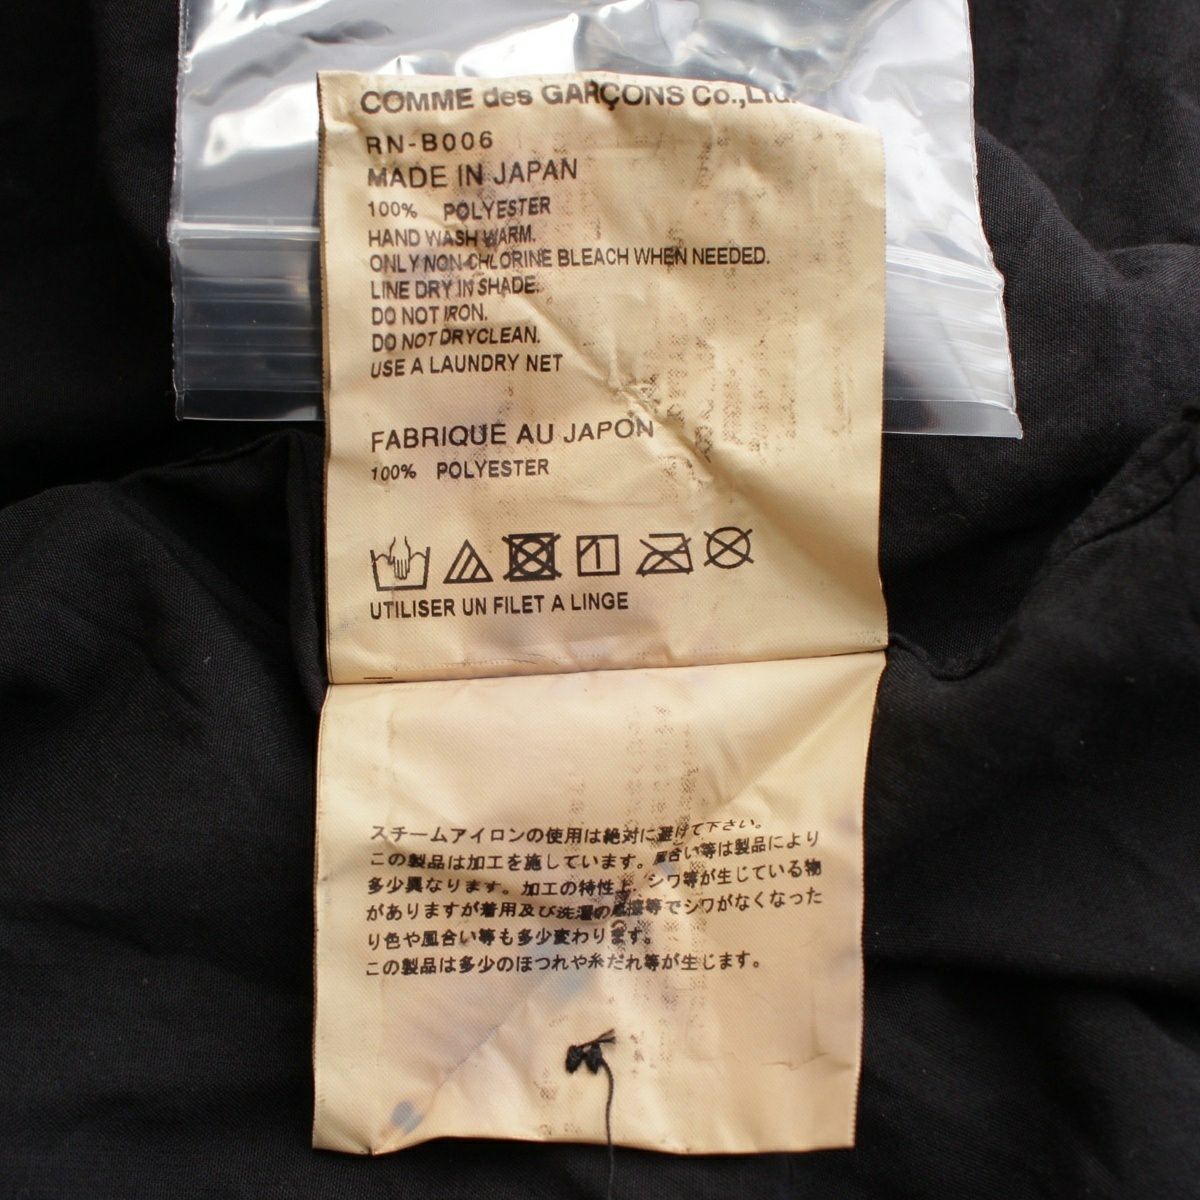 COMME des GARÇONS Co.,Ltd.
RN-B006
MADE IN JAPAN
100% POLYESTER
HAND WASH WARM.
ONLY NON-CHLORINE BLEACH WHEN NEEDED.
LINE DRY IN SHADE.
DO NOT IRON.
DO NOT DRYCLEAN.
USE A LAUNDRY NET
FABRIQUE AU JAPON
100% POLYESTER
UTILISER UN FILET A LINGE
スチームアイロンの使用は絶対に避けて下さい。
この製品は加工を施しています。風合い等は製品により
多少異なります。加工の特性上、シワ等が生じている物
がありますが着用及び洗濯の摩擦等でシワがなくなった
り色や風合い等も多少変わります。
この製品は多少のほつれや糸だれ等が生じます。